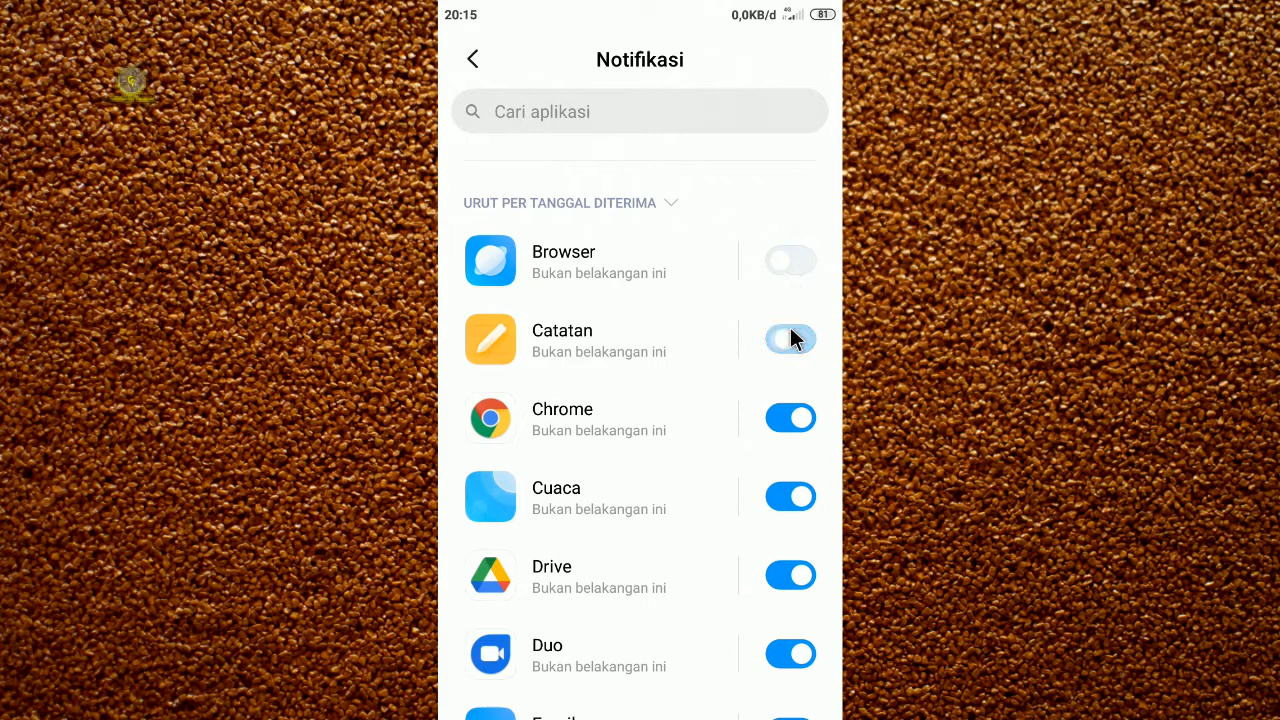 20:15
0,0KB/d 4G 81
Notifikasi
Cari aplikasi
URUT PER TANGGAL DITERIMA
Browser
Bukan belakangan ini
Catatan
Bukan belakangan ini
Chrome
Bukan belakangan ini
Cuaca
Bukan belakangan ini
Drive
Bukan belakangan ini
Duo
Bukan belakangan ini